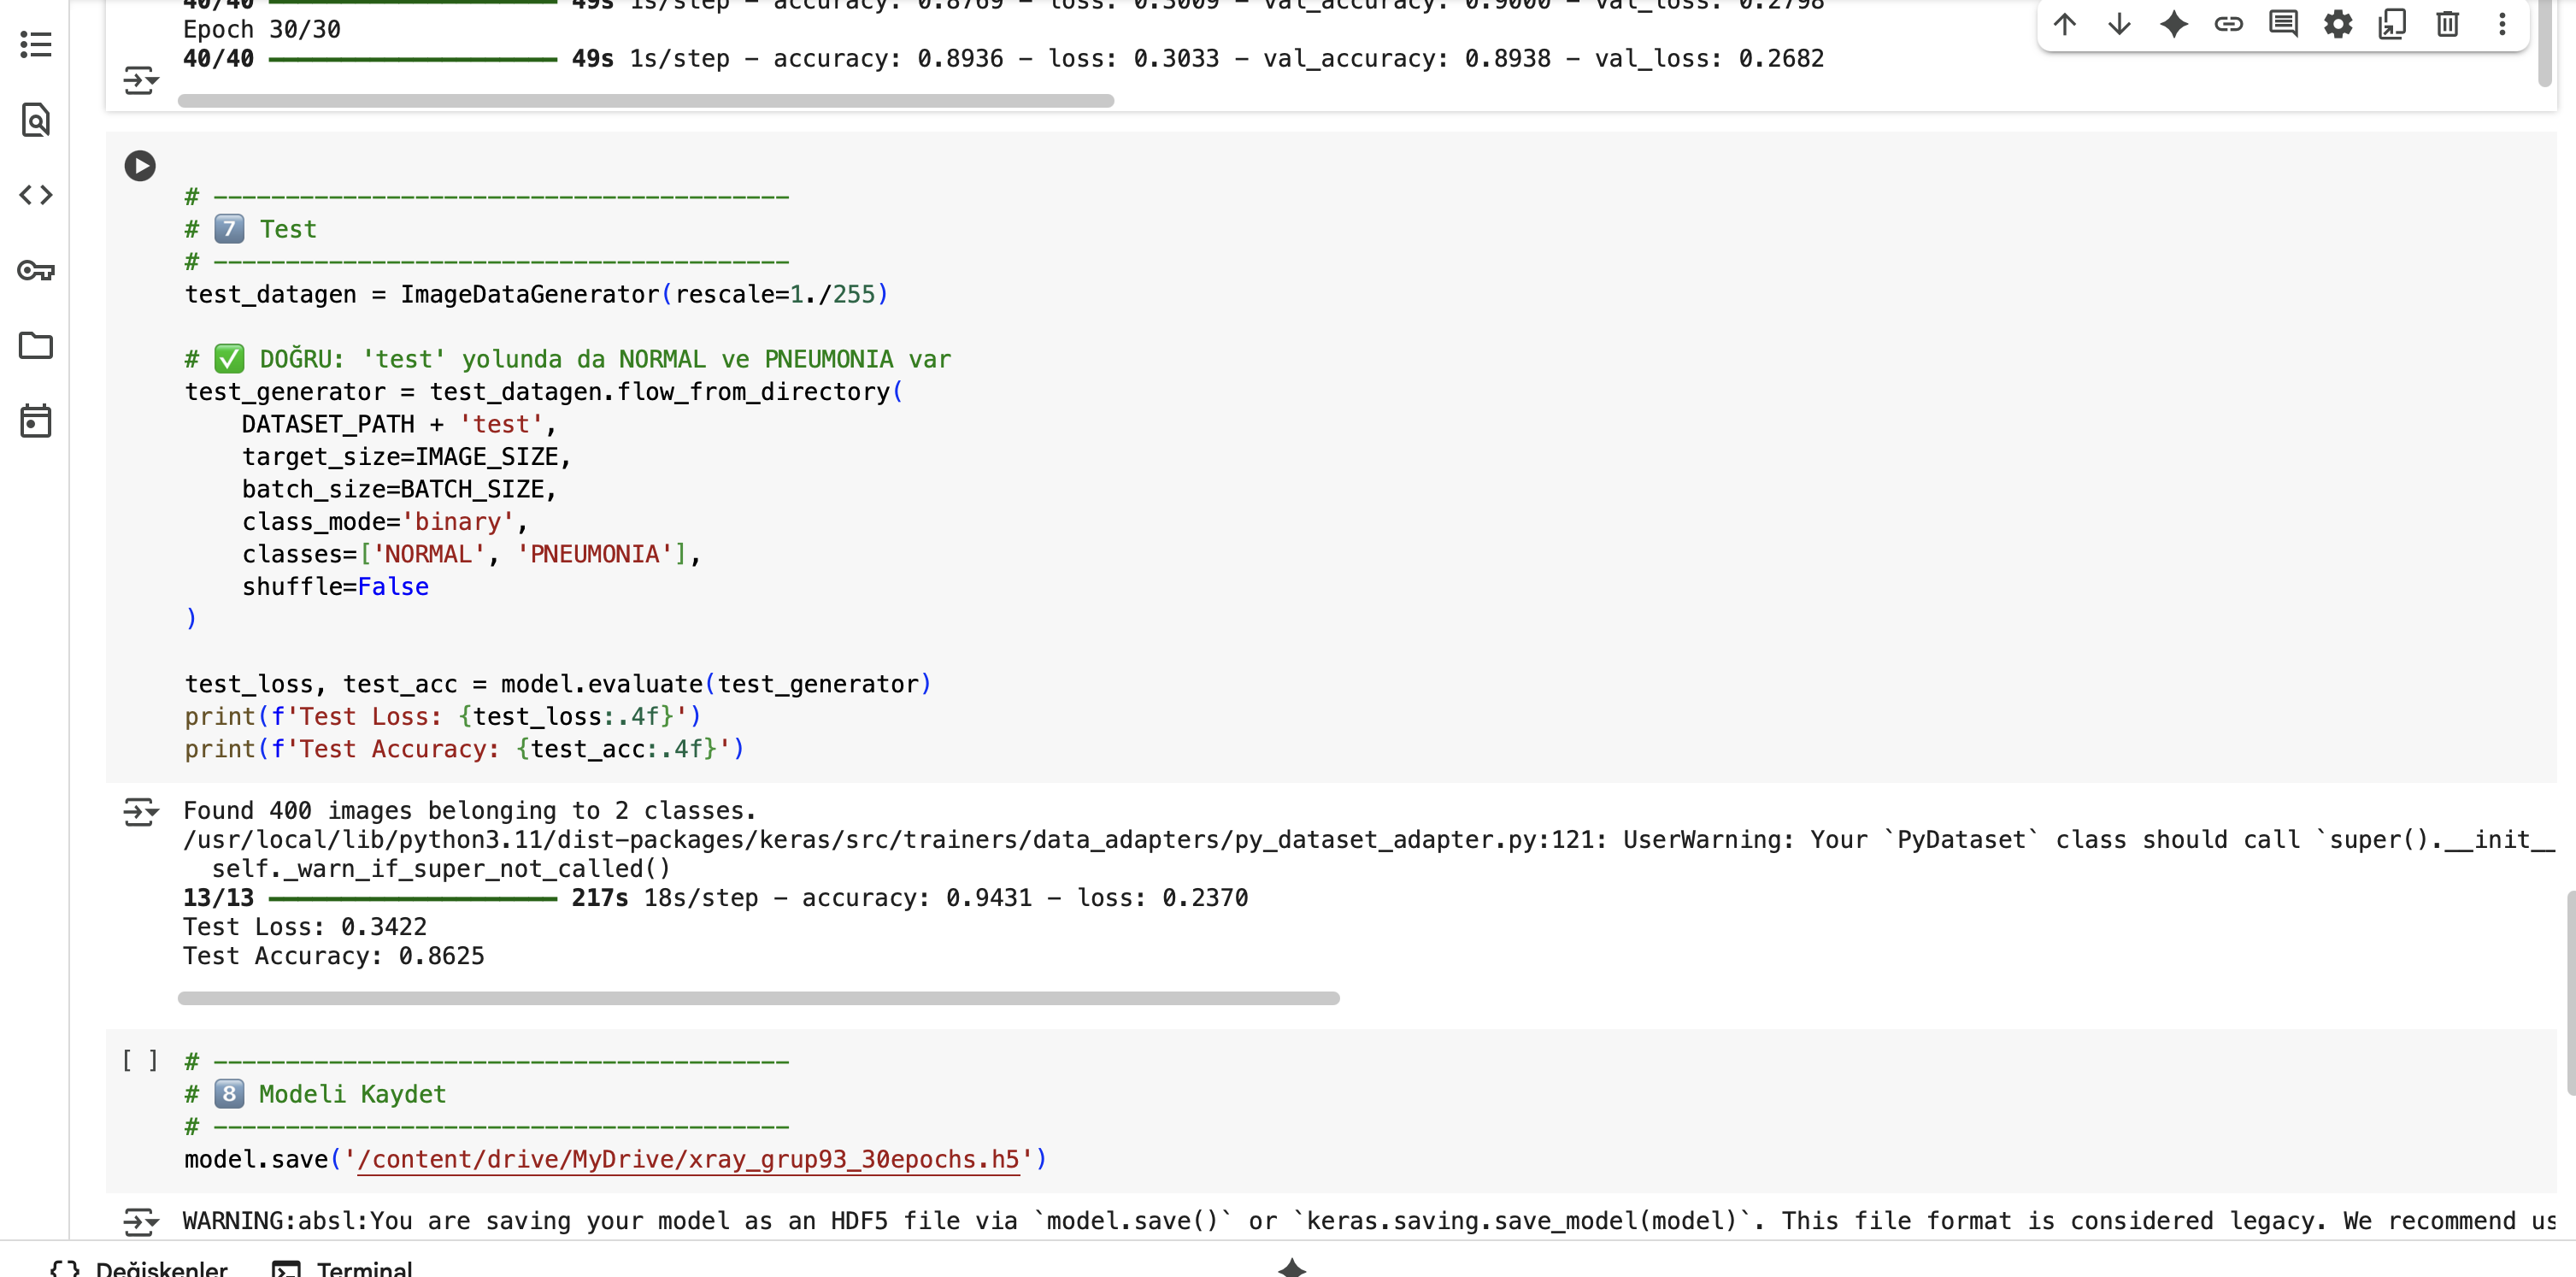 40/40 ━━━━━━━━━━━━━━━━━━━━ 49s 1s/step - accuracy: 0.8769 - loss: 0.3009 - val_accuracy: 0.9000 - val_loss: 0.2798
Epoch 30/30
40/40 ━━━━━━━━━━━━━━━━━━━━ 49s 1s/step - accuracy: 0.8936 - loss: 0.3033 - val_accuracy: 0.8938 - val_loss: 0.2682
# ----------------------------------------
# 7️⃣ Test
# ----------------------------------------
test_datagen = ImageDataGenerator(rescale=1./255)
# ✅ DOĞRU: 'test' yolunda da NORMAL ve PNEUMONIA var
test_generator = test_datagen.flow_from_directory(
    DATASET_PATH + 'test',
    target_size=IMAGE_SIZE,
    batch_size=BATCH_SIZE,
    class_mode='binary',
    classes=['NORMAL', 'PNEUMONIA'],
    shuffle=False
)
test_loss, test_acc = model.evaluate(test_generator)
print(f'Test Loss: {test_loss:.4f}')
print(f'Test Accuracy: {test_acc:.4f}')
Found 400 images belonging to 2 classes.
/usr/local/lib/python3.11/dist-packages/keras/src/trainers/data_adapters/py_dataset_adapter.py:121: UserWarning: Your `PyDataset` class should call `super().__init__
  self._warn_if_super_not_called()
13/13 ━━━━━━━━━━━━━━━━━━━━ 217s 18s/step - accuracy: 0.9431 - loss: 0.2370
Test Loss: 0.3422
Test Accuracy: 0.8625
[ ] # ----------------------------------------
# 8️⃣ Modeli Kaydet
# ----------------------------------------
model.save('/content/drive/MyDrive/xray_grup93_30epochs.h5')
WARNING:absl:You are saving your model as an HDF5 file via `model.save()` or `keras.saving.save_model(model)`. This file format is considered legacy. We recommend us
{} Değişkenler Terminal